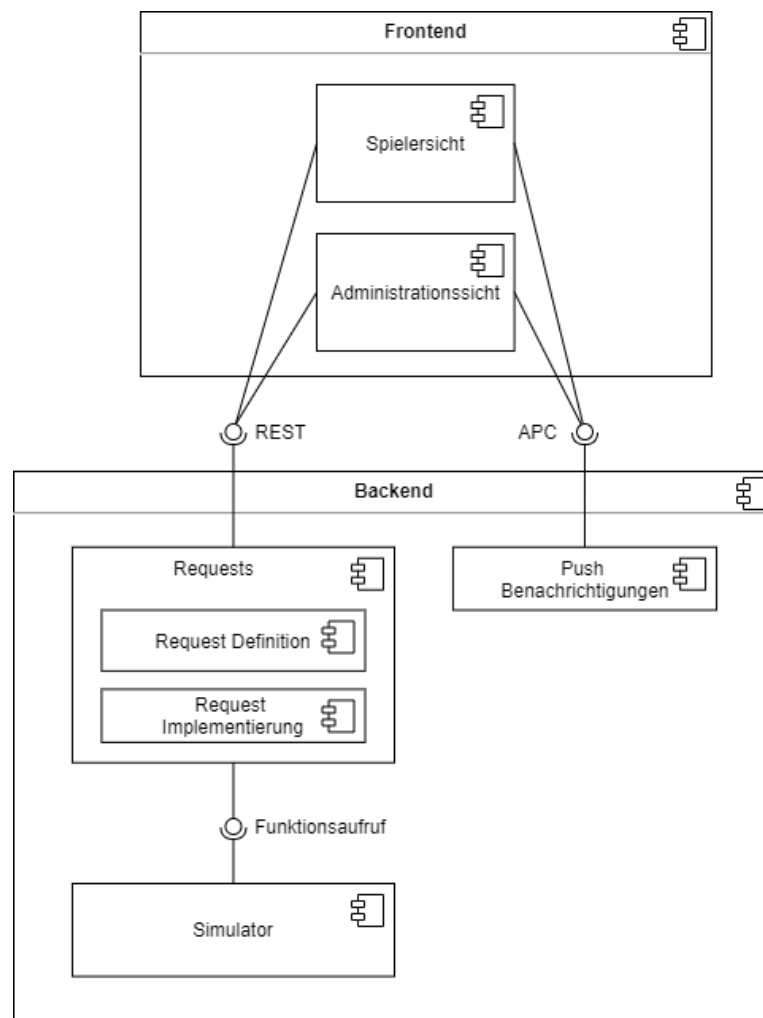 Frontend
Spielersicht
Administrationssicht
REST
APC
Backend
Requests
Push
Benachrichtigungen
Request Definition
Request
Implementierung
Funktionsaufruf
Simulator